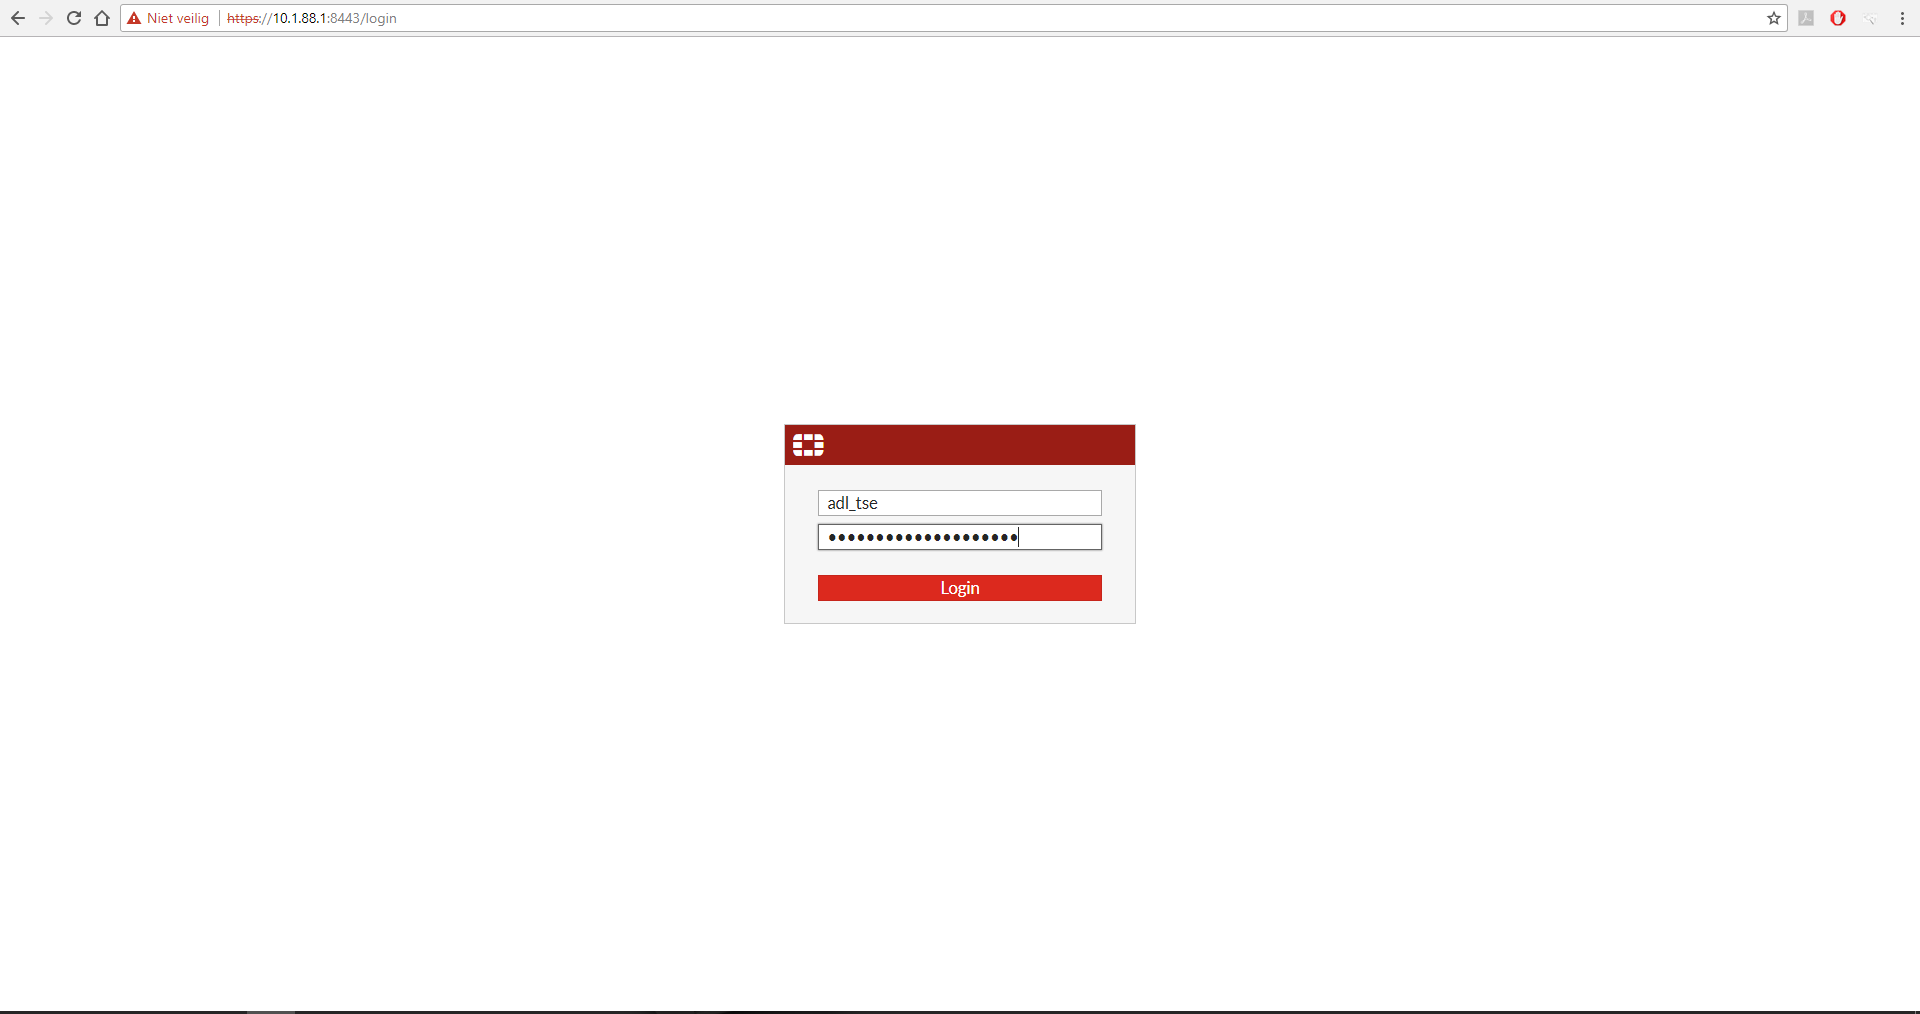 Niet veilig https://10.1.88.1:8443/login
adl_tse
••••••••••••••••••••
Login